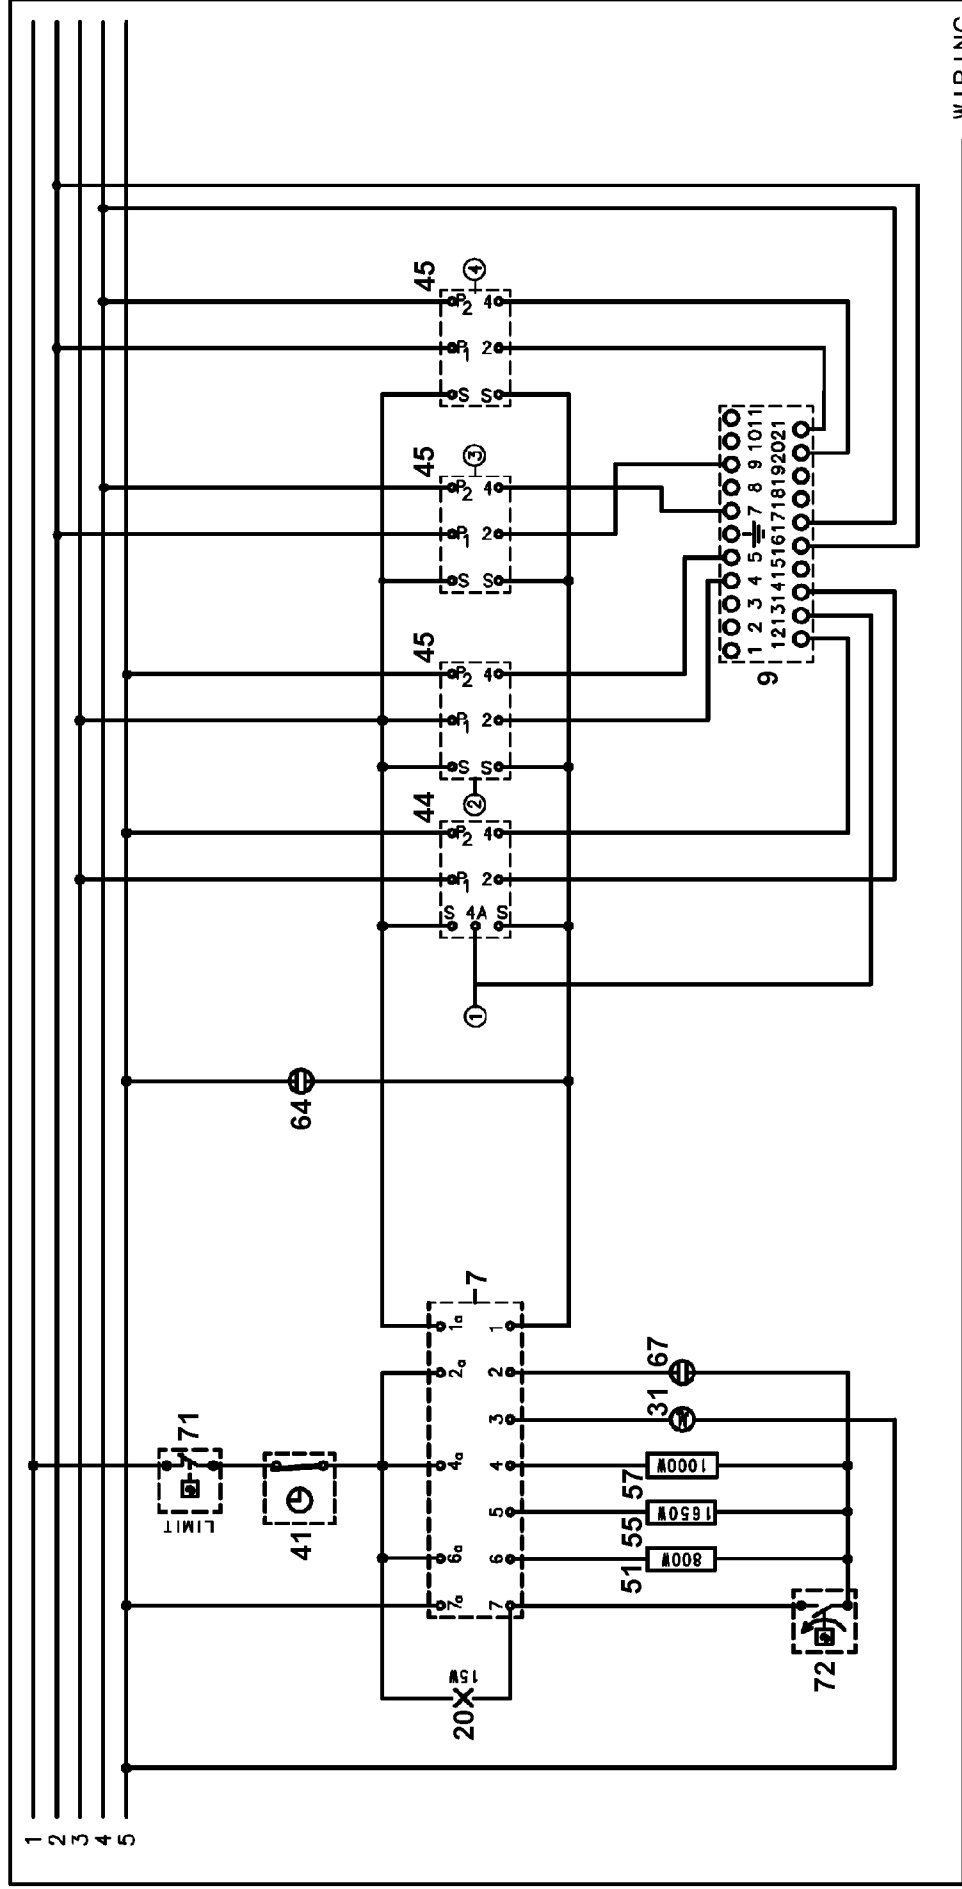 1
2
3
4
5
LIMIT
71
41
64
20
15W
7a 6a 4a 2a 1a
7 6 5 4 3 2 1
7
51
800W
55
1650W
57
1000W
31
M
67
72
44
S 4A S
P1 2
P2 4
1
45
S S
P1 2
P2 4
2
45
S S
P1 2
P2 4
3
45
S S
P1 2
P2 4
4
9
1 2 3 4 5 7 8 9 10 11
12 13 14 15 16 17 18 19 20 21
WIRING